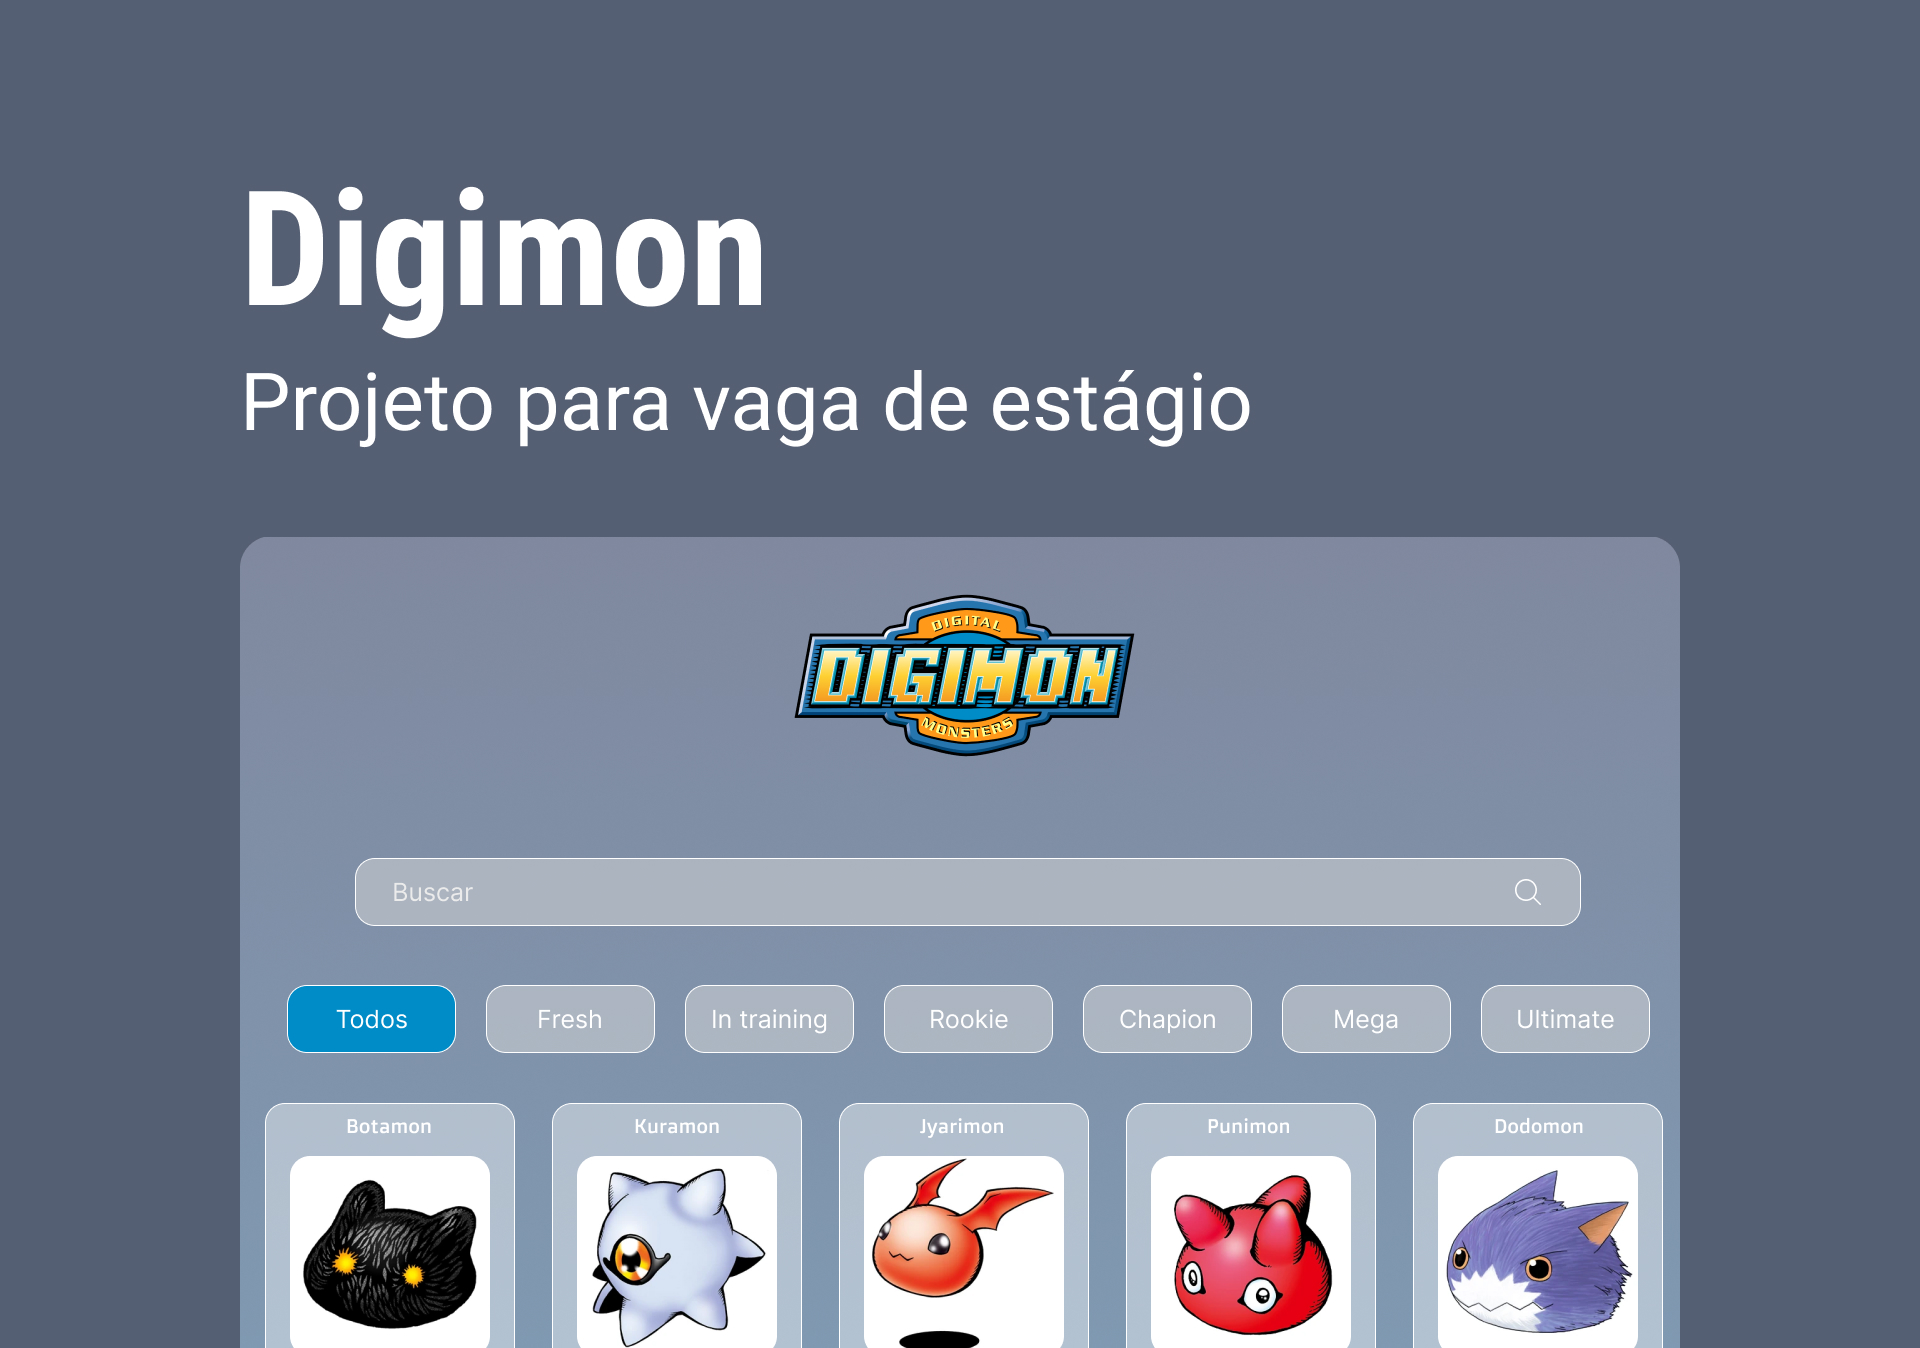 Digimon
Projeto para vaga de estágio
DIGITAL
DIGIMON
MONSTERS
Buscar
Todos
Fresh
In training
Rookie
Chapion
Mega
Ultimate
Botamon
Kuramon
Jyarimon
Punimon
Dodomon